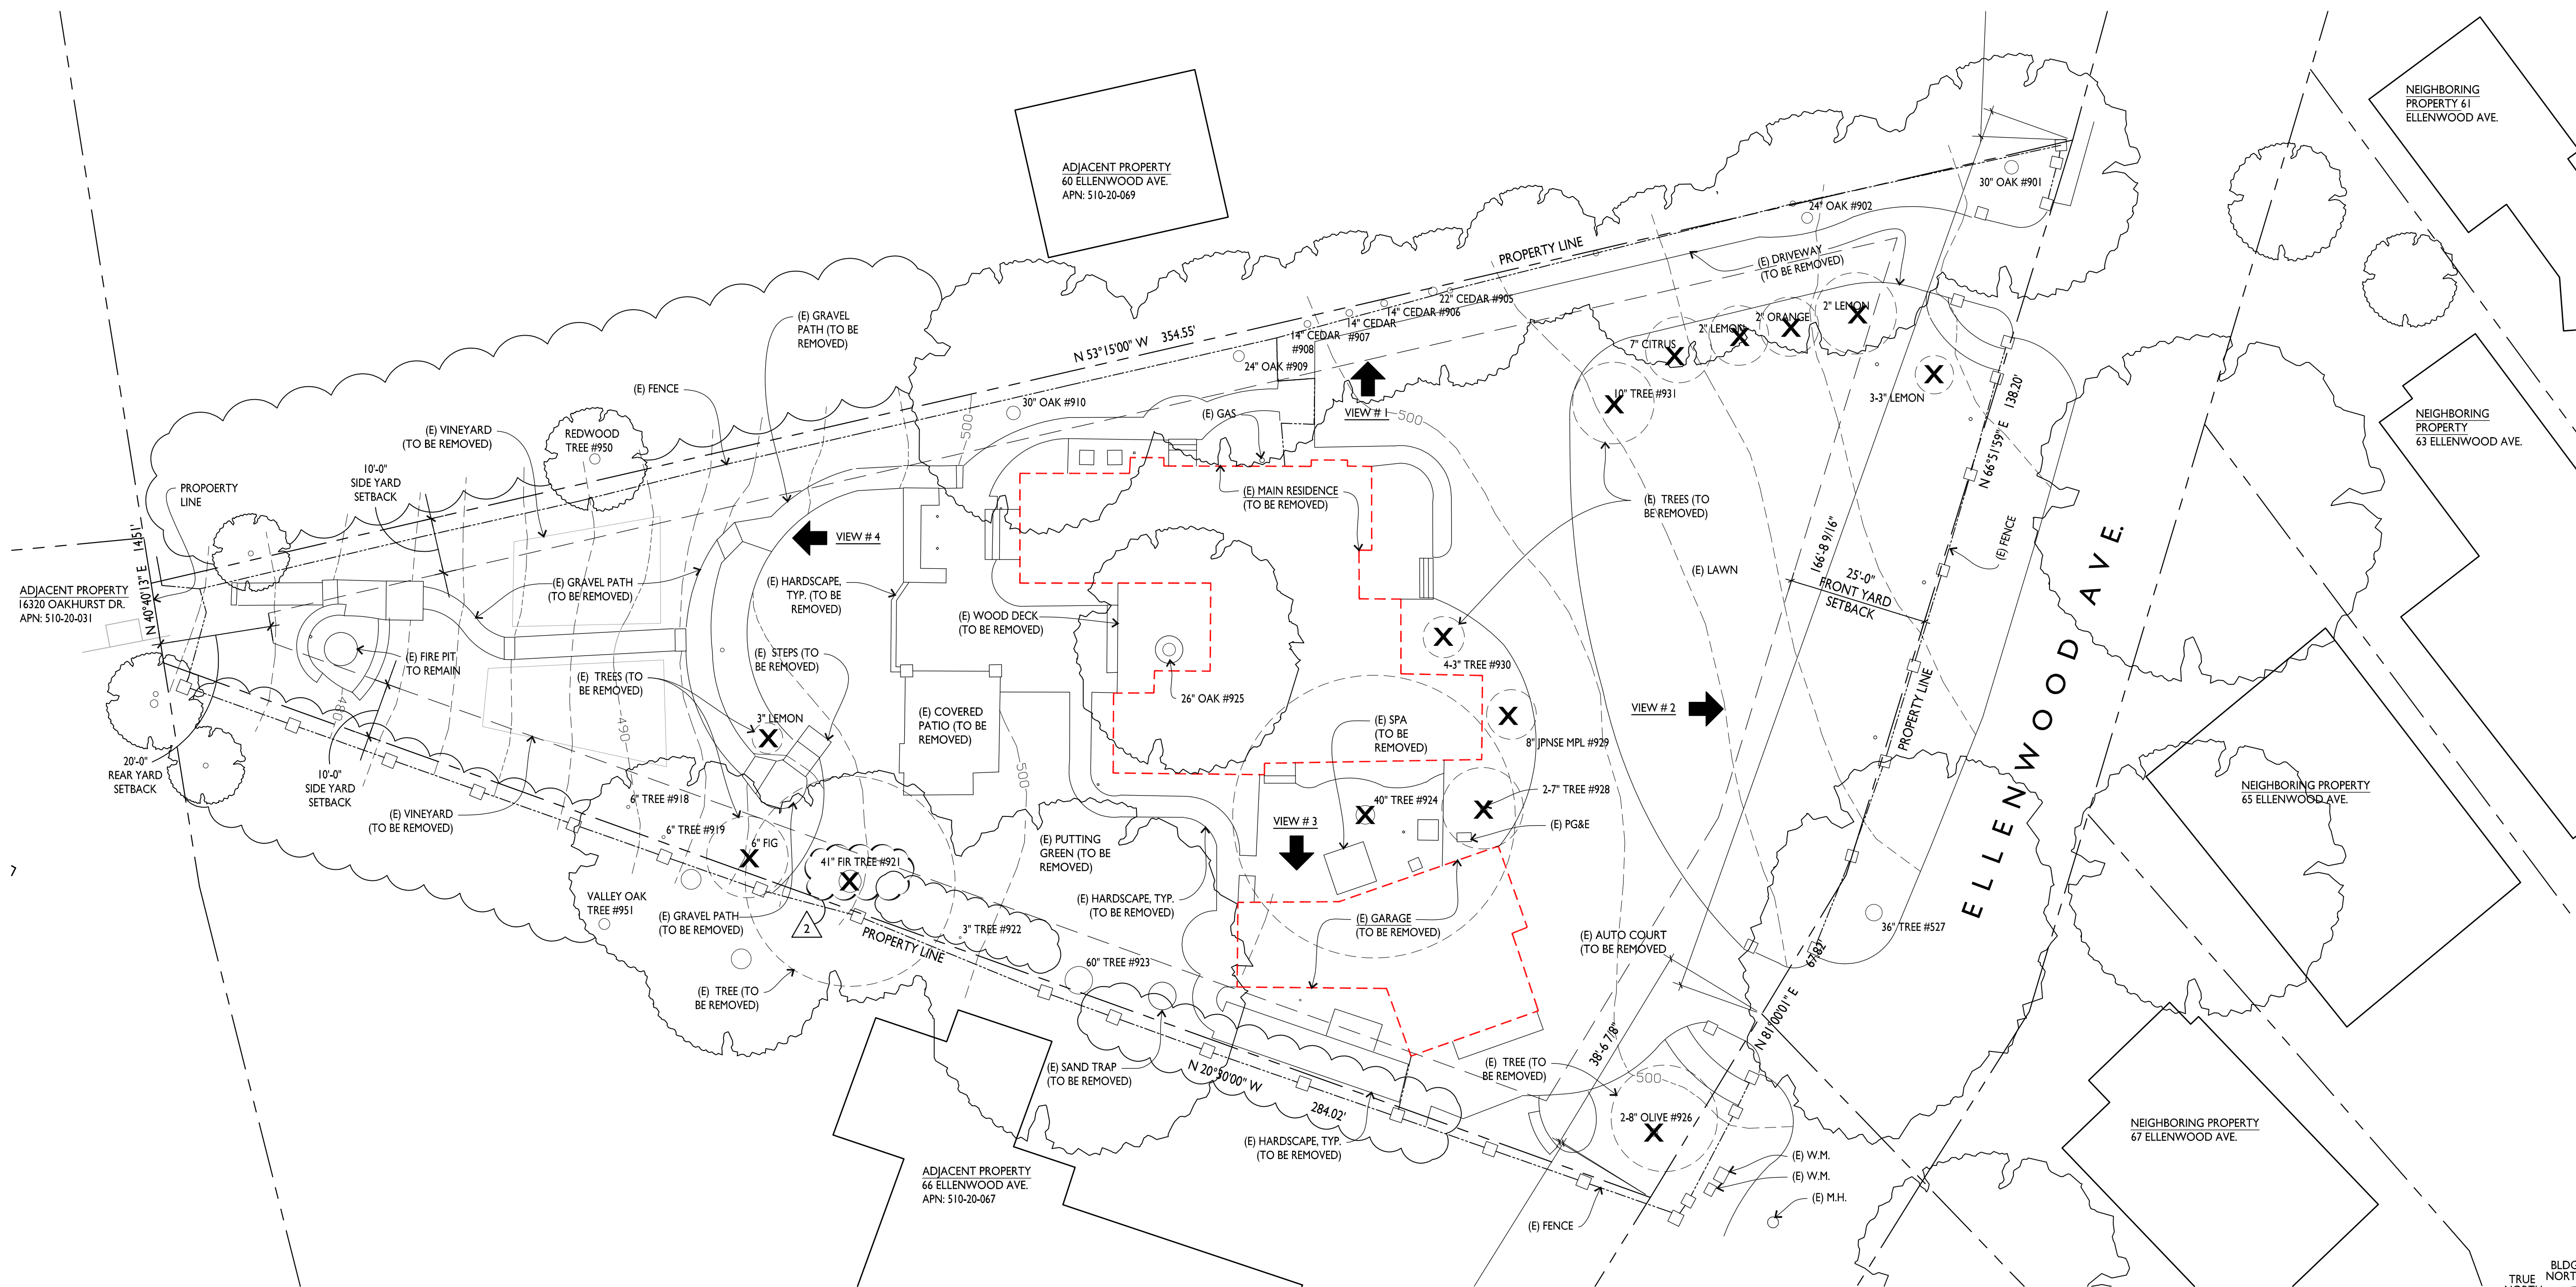 NEIGHBORING
PROPERTY 61
ELLENWOOD AVE.
ADJACENT PROPERTY
60 ELLENWOOD AVE.
APN: 510-20-069
30" OAK #901
24" OAK #902
PROPERTY LINE
(E) DRIVEWAY
(TO BE REMOVED)
22" CEDAR #905
14" CEDAR #906
14" CEDAR
#907
14" CEDAR
#908
2" LEMON
2" ORANGE
2" LEMON
7" CITRUS
(E) GRAVEL
PATH (TO BE
REMOVED)
N 53°15'00" W 354.55'
24" OAK #909
(E) FENCE
30" OAK #910
10" TREE #931
3-3" LEMON
138.20'
N 66°51'59" E
(E) GAS
VIEW # 1
500
500
NEIGHBORING
PROPERTY
63 ELLENWOOD AVE.
(E) VINEYARD
(TO BE REMOVED)
REDWOOD
TREE #950
10'-0"
SIDE YARD
SETBACK
PROPOERTY
LINE
(E) MAIN RESIDENCE
(TO BE REMOVED)
(E) TREES (TO
BE REMOVED)
166'-8 9/16"
(E) FENCE
VIEW # 4
14.51'
N 40°40'13" E
(E) LAWN
25'-0"
FRONT YARD
SETBACK
ADJACENT PROPERTY
16320 OAKHURST DR.
APN: 510-20-031
(E) GRAVEL PATH
(TO BE REMOVED)
(E) HARDSCAPE,
TYP. (TO BE
REMOVED)
(E) WOOD DECK
(TO BE REMOVED)
(E) FIRE PIT
TO REMAIN
(E) STEPS (TO
BE REMOVED)
(E) TREES (TO
BE REMOVED)
4-3" TREE #930
26" OAK #925
480
490
3" LEMON
(E) COVERED
PATIO (TO BE
REMOVED)
(E) SPA
(TO BE
REMOVED)
VIEW # 2
PROPERTY LINE
ELLENWOOD AVE.
8" JPNSE MPL #929
20'-0"
REAR YARD
SETBACK
10'-0"
SIDE YARD
SETBACK
500
NEIGHBORING PROPERTY
65 ELLENWOOD AVE.
2-7" TREE #928
6" TREE #918
40" TREE #924
(E) VINEYARD
(TO BE REMOVED)
VIEW # 3
(E) PG&E
6" TREE #919
6" FIG
(E) PUTTING
GREEN (TO BE
REMOVED)
41" FIR TREE #921
VALLEY OAK
TREE #951
(E) HARDSCAPE, TYP.
(TO BE REMOVED)
(E) GRAVEL PATH
(TO BE REMOVED)
2
(E) GARAGE
(TO BE REMOVED)
3" TREE #922
36" TREE #527
PROPERTY LINE
(E) AUTO COURT
(TO BE REMOVED
67.82'
60" TREE #923
(E) TREE (TO
BE REMOVED)
N 81°00'01" E
38'-6 7/8"
(E) SAND TRAP
(TO BE REMOVED)
N 20°30'00" W
284.02'
(E) TREE (TO
BE REMOVED)
500
2-8" OLIVE #926
NEIGHBORING PROPERTY
67 ELLENWOOD AVE.
(E) HARDSCAPE, TYP.
(TO BE REMOVED)
(E) W.M.
(E) W.M.
(E) M.H.
ADJACENT PROPERTY
66 ELLENWOOD AVE.
APN: 510-20-067
(E) FENCE
TRUE